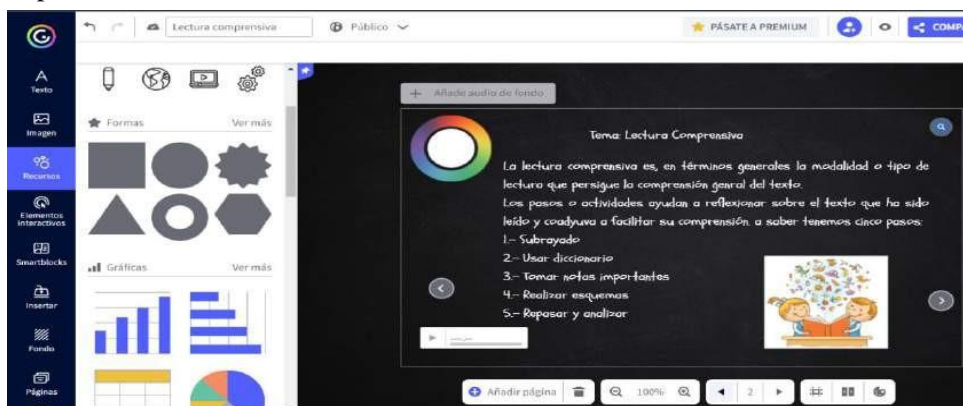 Lectura comprensiva
Público
PÁSATE A PREMIUM
COMP
Texto
Imagen
Recursos
Elementos
interactivos
Smartblocks
Insertar
Fondo
Páginas
Formas
Ver más
Gráficas
Ver más
+ Añade audio de fondo
Tema: Lectura Comprensiva
La lectura comprensiva es, en términos generales la modalidad o tipo de
lectura que persigue la comprensión genral del texto.
Los pasos o actividades ayudan a reflexionar sobre el texto que ha sido
leído y coadyuva a facilitar su comprensión. a saber tenemos cinco pasos:
1.- Subrayado
2.- Usar diccionario
3.- Tomar notas importantes
4.- Realizar esquemas
5.- Repasar y analizar
Añadir página
100%
2